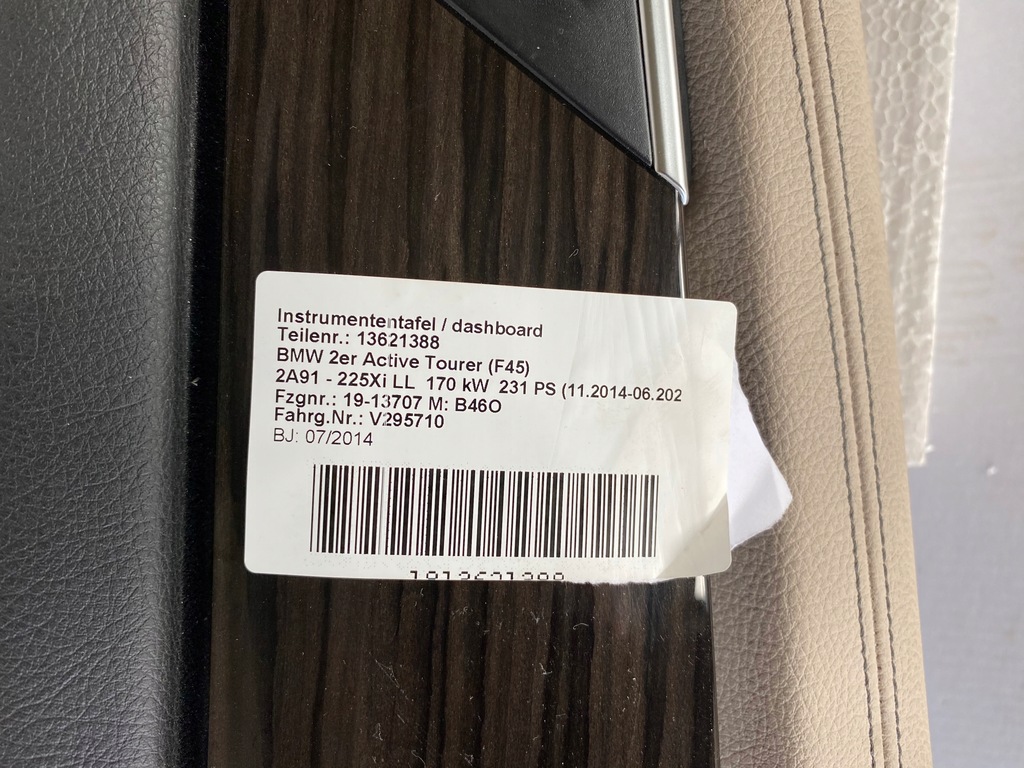 Instrumententafel / dashboard
Teilenr.: 13621388
BMW 2er Active Tourer (F45)
2A91 - 225Xi LL 170 kW 231 PS (11.2014-06.202
Fzgnr.: 19-13707 M: B46O
Fahrg.Nr.: V295710
BJ: 07/2014